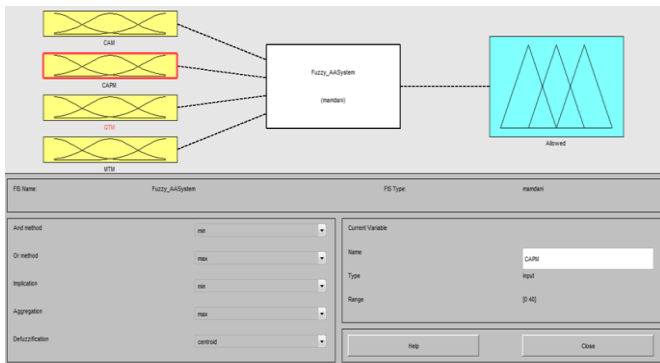 CAM
CAPM
QTM
MTM
Fuzzy_AASystem
(mamdani)
Allowed
FIS Name: Fuzzy_AASystem FIS Type: mamdani
And method min
Or method max
Implication min
Aggregation max
Defuzzification centroid
Current Variable
Name CAPM
Type input
Range [0 40]
Help Close